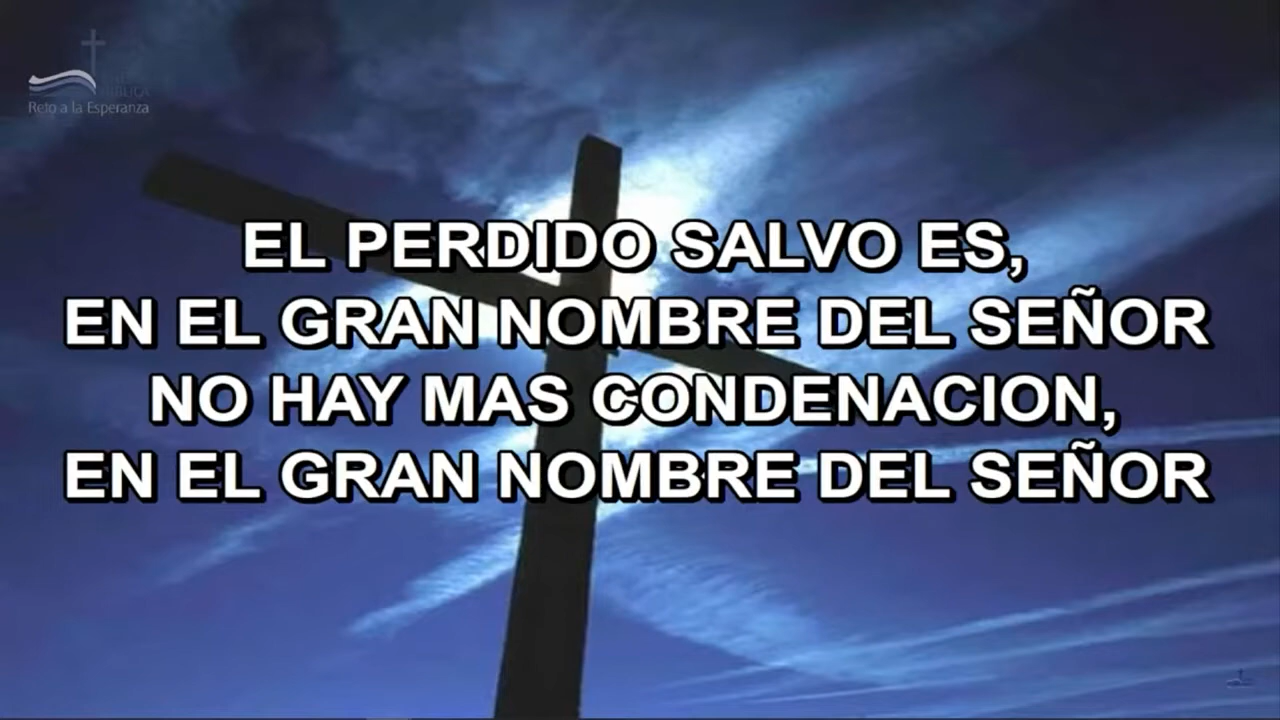 Reto a la Esperanza
EL PERDIDO SALVO ES,
EN EL GRAN NOMBRE DEL SEÑOR
NO HAY MAS CONDENACION,
EN EL GRAN NOMBRE DEL SEÑOR